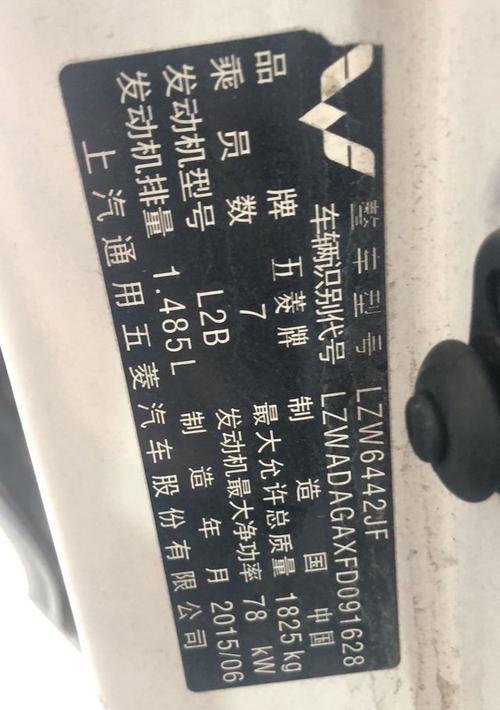 整车型号 LZW6442JF
车辆识别代号 LZWADAGAXFD091628
品牌 五菱牌 制造国 中国
乘员数 7 最大允许总质量 1825kg
发动机型号 L2B 发动机最大净功率 78 kW
发动机排量 1.485L 制造年月 2015/06
上汽通用五菱汽车股份有限公司